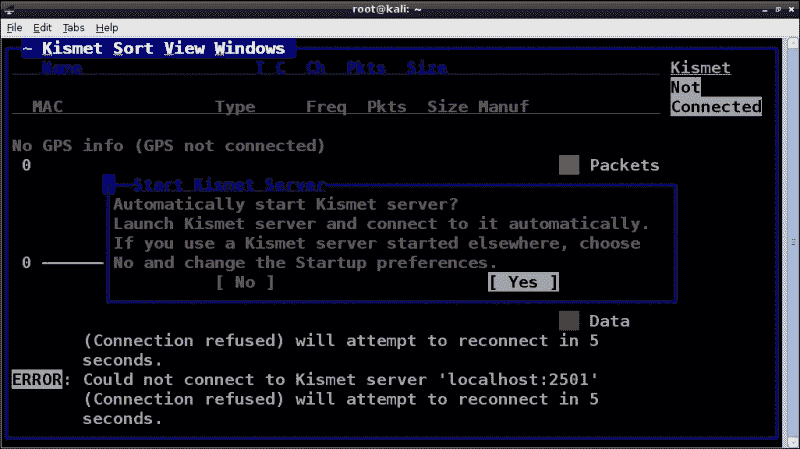 root@kali: ~
File Edit Tabs Help
~ Kismet Sort View Windows
Name T C Ch Pkts Size
Kismet
Not
Connected
MAC Type Freq Pkts Size Manuf
No GPS info (GPS not connected)
0
Packets
Start Kismet Server
Automatically start Kismet server?
Launch Kismet server and connect to it automatically.
If you use a Kismet server started elsewhere, choose
No and change the Startup preferences.
0
[ No ] [ Yes ]
Data
(Connection refused) will attempt to reconnect in 5
seconds.
ERROR: Could not connect to Kismet server 'localhost:2501'
(Connection refused) will attempt to reconnect in 5
seconds.